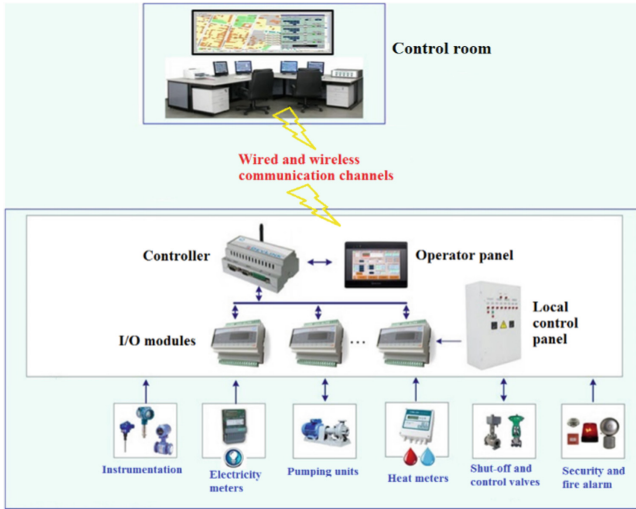 Control room
Wired and wireless
communication channels
Controller
Operator panel
I/O modules
...
Local
control
panel
Instrumentation
Electricity
meters
Pumping units
Heat meters
Shut-off and
control valves
Security and
fire alarm